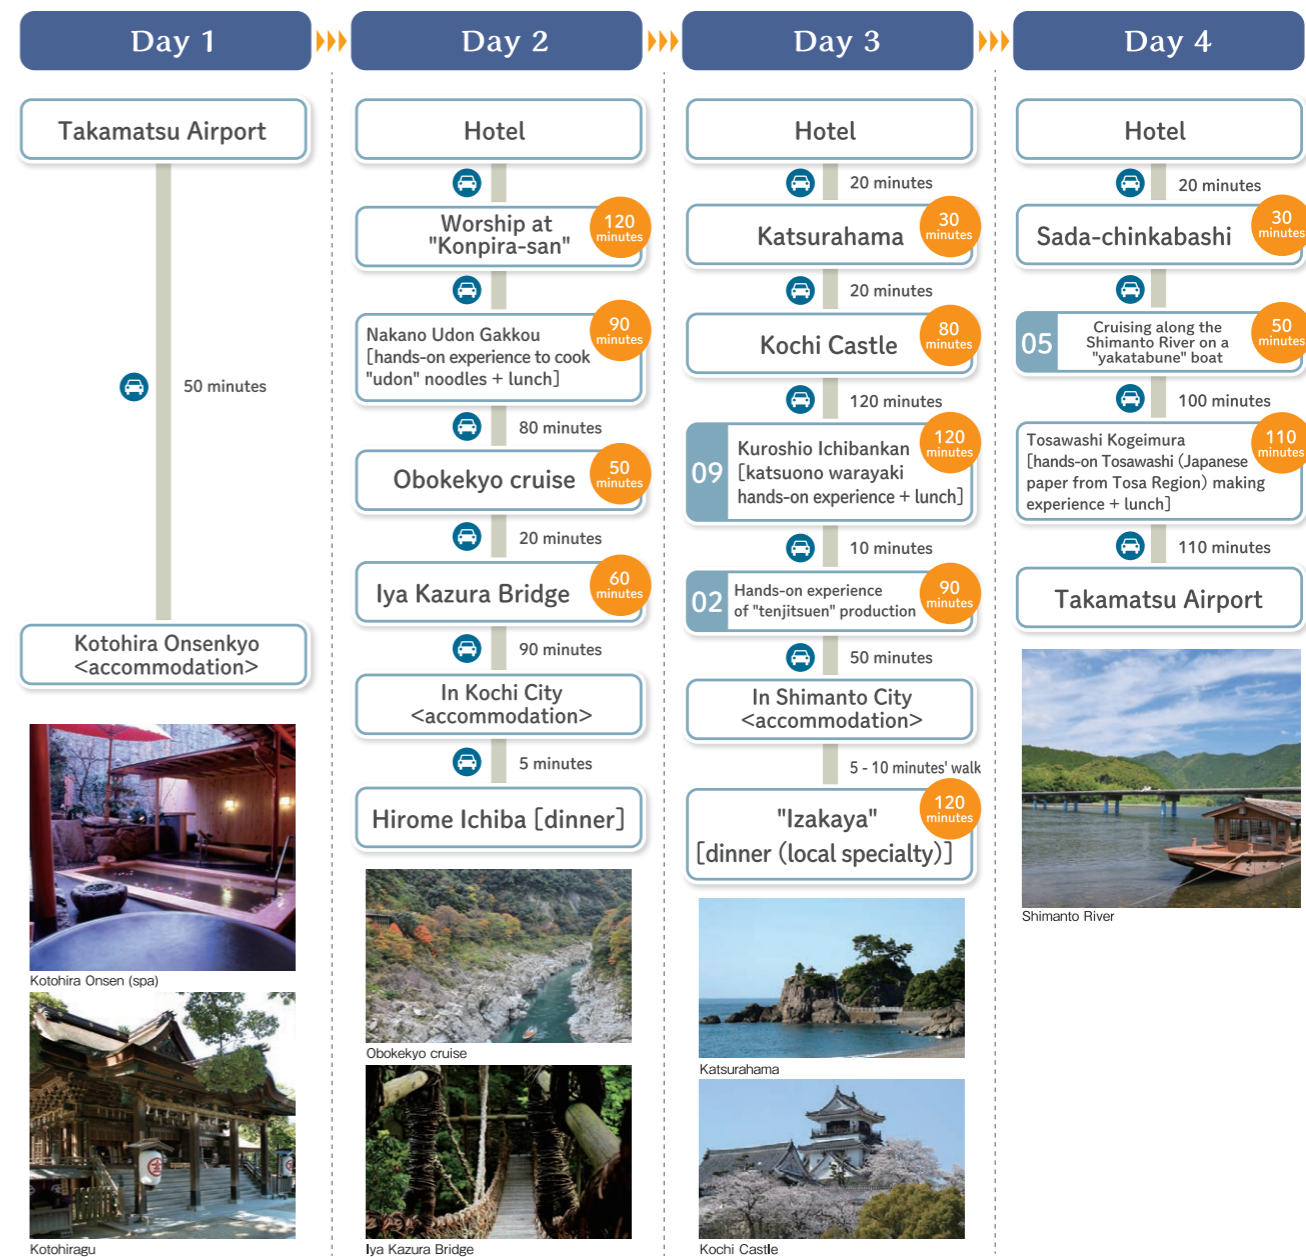 Day 1
Takamatsu Airport
50 minutes
Kotohira Onsenkyo
<accommodation>
Kotohira Onsen (spa)
Kotohiragu
Day 2
Hotel
Worship at
"Konpira-san"
120
minutes
Nakano Udon Gakkou
[hands-on experience to cook
"udon" noodles + lunch]
90
minutes
80 minutes
Obokekyo cruise
50
minutes
20 minutes
Iya Kazura Bridge
60
minutes
90 minutes
In Kochi City
<accommodation>
5 minutes
Hirome Ichiba [dinner]
Obokekyo cruise
Iya Kazura Bridge
Day 3
Hotel
20 minutes
Katsurahama
30
minutes
20 minutes
Kochi Castle
80
minutes
120 minutes
09
Kuroshio Ichibankan
[katsuono warayaki
hands-on experience + lunch]
120
minutes
10 minutes
02
Hands-on experience
of "tenjitsuen" production
90
minutes
50 minutes
In Shimanto City
<accommodation>
5 - 10 minutes' walk
"Izakaya"
[dinner (local specialty)]
120
minutes
Katsurahama
Kochi Castle
Day 4
Hotel
20 minutes
Sada-chinkabashi
30
minutes
05
Cruising along the
Shimanto River on a
"yakatabune" boat
50
minutes
100 minutes
Tosawashi Kogeimura
[hands-on Tosawashi (Japanese
paper from Tosa Region) making
experience + lunch]
110
minutes
110 minutes
Takamatsu Airport
Shimanto River